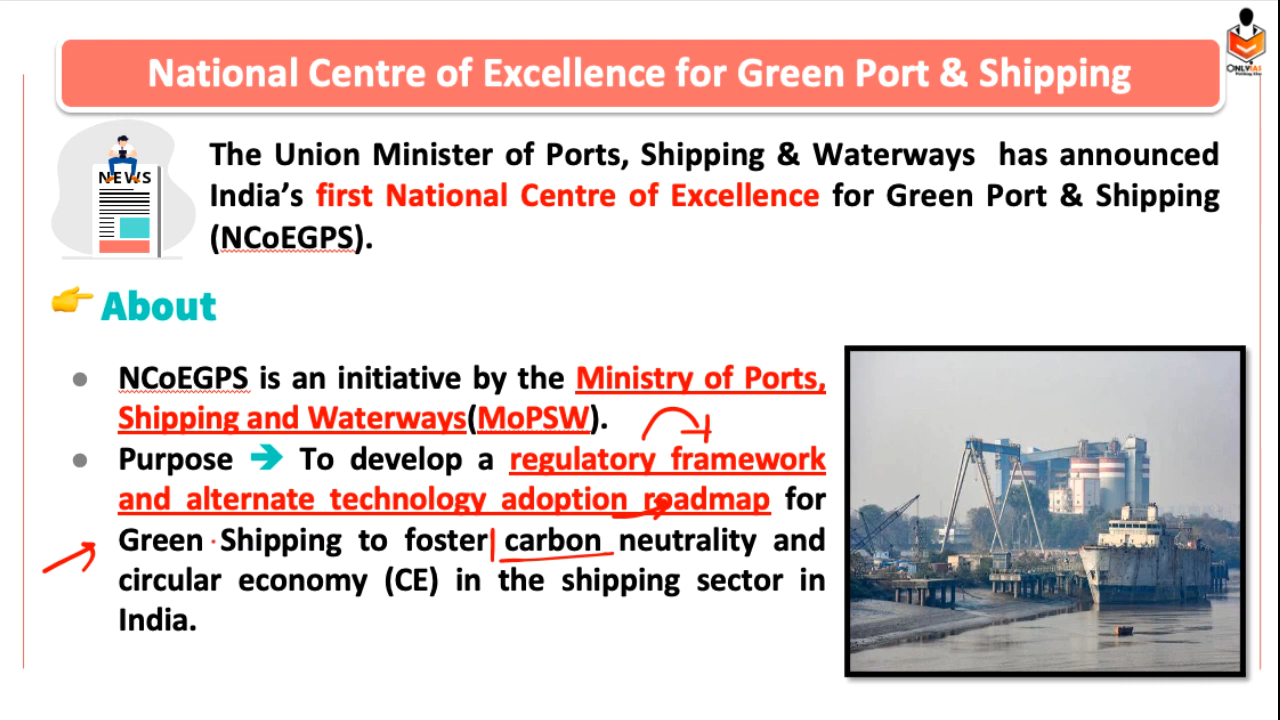 National Centre of Excellence for Green Port & Shipping
ONLYIAS
NEWS
The Union Minister of Ports, Shipping & Waterways has announced
India's first National Centre of Excellence for Green Port & Shipping
(NCoEGPS).
About
NCoEGPS is an initiative by the Ministry of Ports,
Shipping and Waterways(MoPSW).
Purpose → To develop a regulatory framework
and alternate technology adoption roadmap for
Green Shipping to foster carbon neutrality and
circular economy (CE) in the shipping sector in
India.